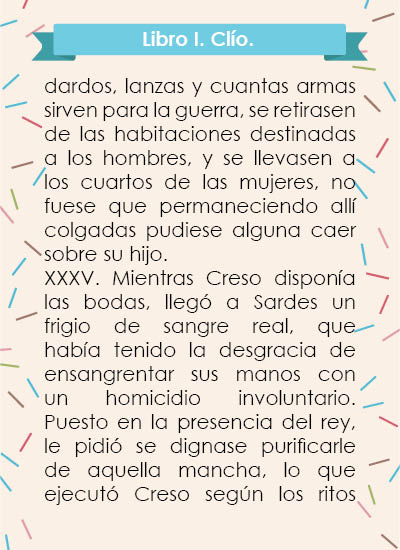 Libro I. Clío.
dardos, lanzas y cuantas armas
sirven para la guerra, se retirasen
de las habitaciones destinadas
a los hombres, y se llevasen a
los cuartos de las mujeres, no
fuese que permaneciendo allí
colgadas pudiese alguna caer
sobre su hijo.
XXXV. Mientras Creso disponía
las bodas, llegó a Sardes un
frigio de sangre real, que
había tenido la desgracia de
ensangrentar sus manos con
un homicidio involuntario.
Puesto en la presencia del rey,
le pidió se dignase purificarle
de aquella mancha, lo que
ejecutó Creso según los ritos